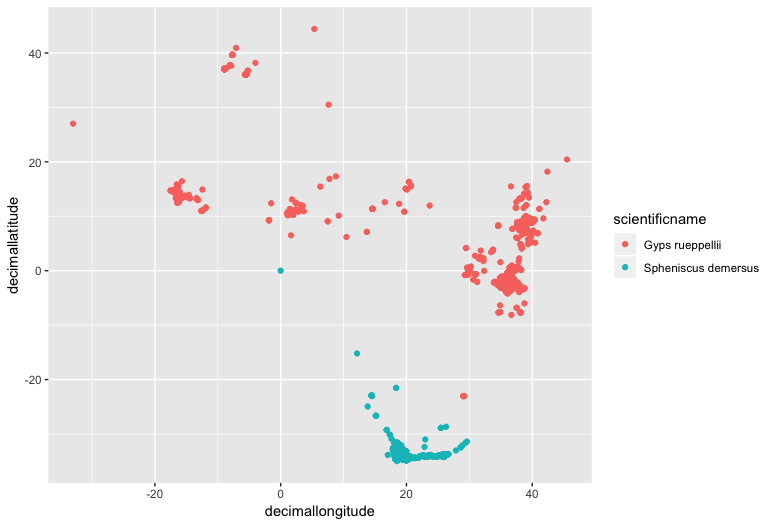 40
20
0
-20
-20
0
20
40
decimallongitude
decimallatitude
scientificname
Gyps rueppellii
Spheniscus demersus